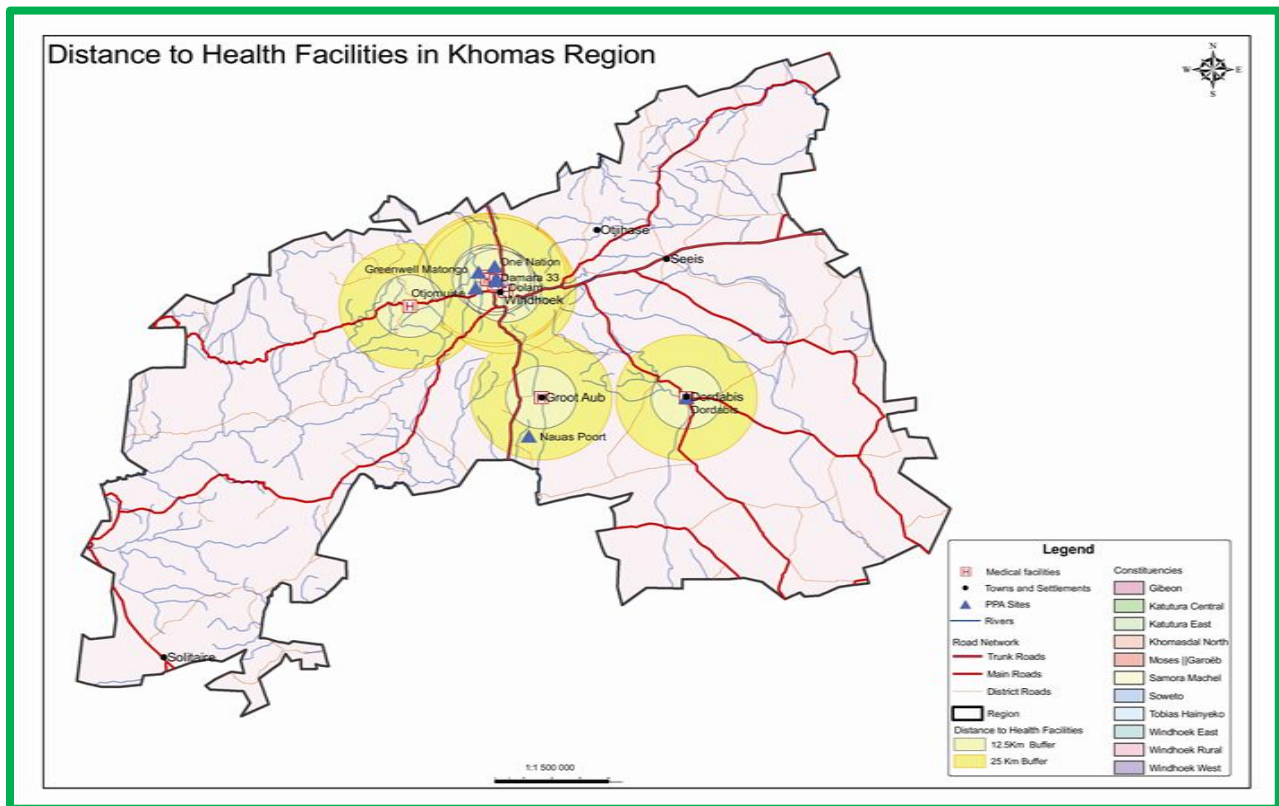 Distance to Health Facilities in Khomas Region
N
W
E
S
Otjihase
Seeis
One Nation
Greenwell Matongo
Damara 33
Dolam
Otjomuise
Windhoek
H
Groot Aub
Dordabis
Dordabis
Nauas Poort
Solitaire
Legend
H Medical facilities
Towns and Settlements
PPA Sites
Rivers
Road Network
Trunk Roads
Main Roads
District Roads
Region
Distance to Health Facilities
12.5Km Buffer
25 Km Buffer
Constituencies
Gibeon
Katutura Central
Katutura East
Khomasdal North
Moses ||Garoëb
Samora Machel
Soweto
Tobias Hainyeko
Windhoek East
Windhoek Rural
Windhoek West
1:1 500 000